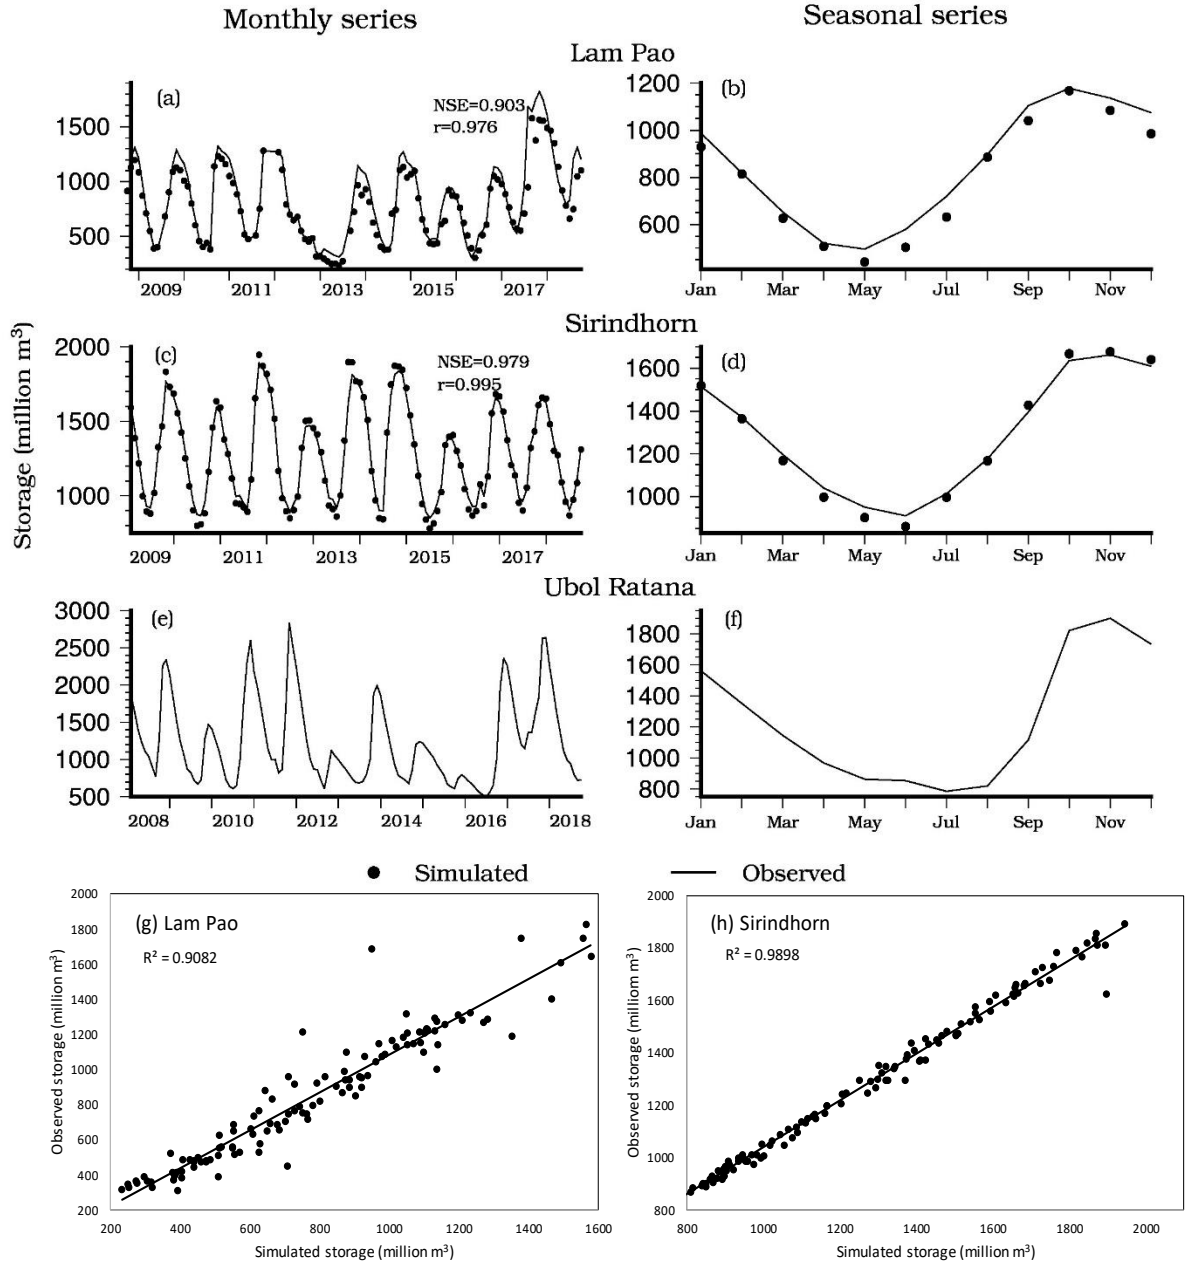 Monthly series
Seasonal series
Lam Pao
(a)
NSE=0.903
r=0.976
1500
1000
500
2009 2011 2013 2015 2017
(b)
1200
1000
800
600
Jan Mar May Jul Sep Nov
Sirindhorn
Storage (million m³)
(c)
NSE=0.979
r=0.995
2000
1500
1000
2009 2011 2013 2015 2017
(d)
1600
1400
1200
1000
Jan Mar May Jul Sep Nov
Ubol Ratana
(e)
3000
2500
2000
1500
1000
500
2008 2010 2012 2014 2016 2018
(f)
1800
1600
1400
1200
1000
800
Jan Mar May Jul Sep Nov
Simulated
Observed
(g) Lam Pao
R² = 0.9082
Observed storage (million m³)
2000
1800
1600
1400
1200
1000
800
600
400
200
200 400 600 800 1000 1200 1400 1600
Simulated storage (million m³)
(h) Sirindhorn
R² = 0.9898
Observed storage (milliom m³)
2000
1800
1600
1400
1200
1000
800
800 1000 1200 1400 1600 1800 2000
Simulated storage (million m³)